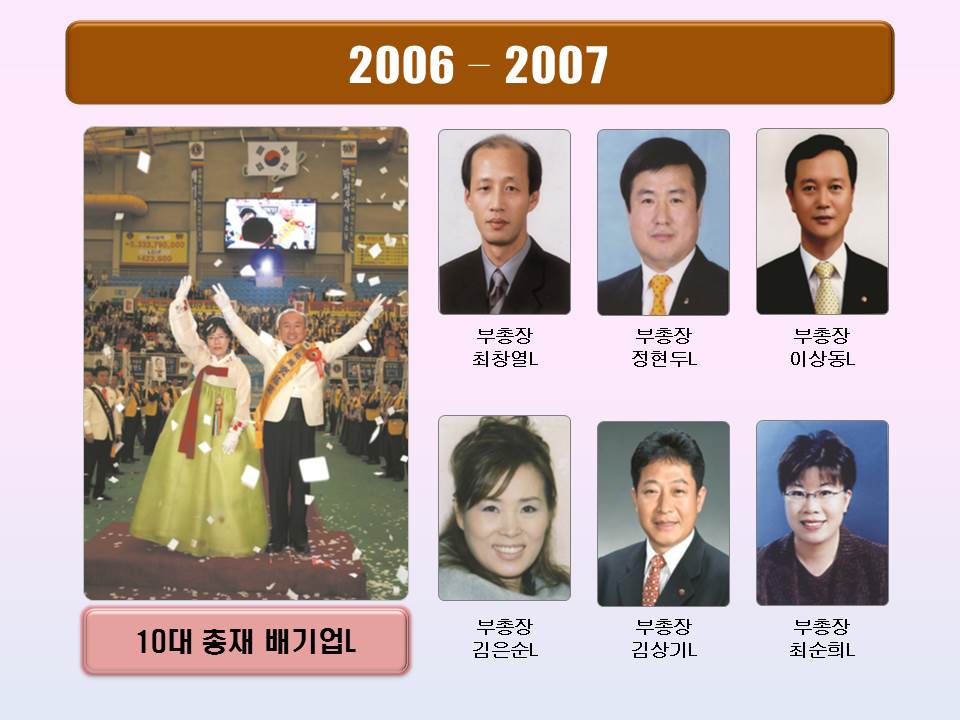 2006 – 2007
부총장
최창열L
부총장
정현두L
부총장
이상동L
10대 총재 배기업L
부총장
김은순L
부총장
김상기L
부총장
최순희L